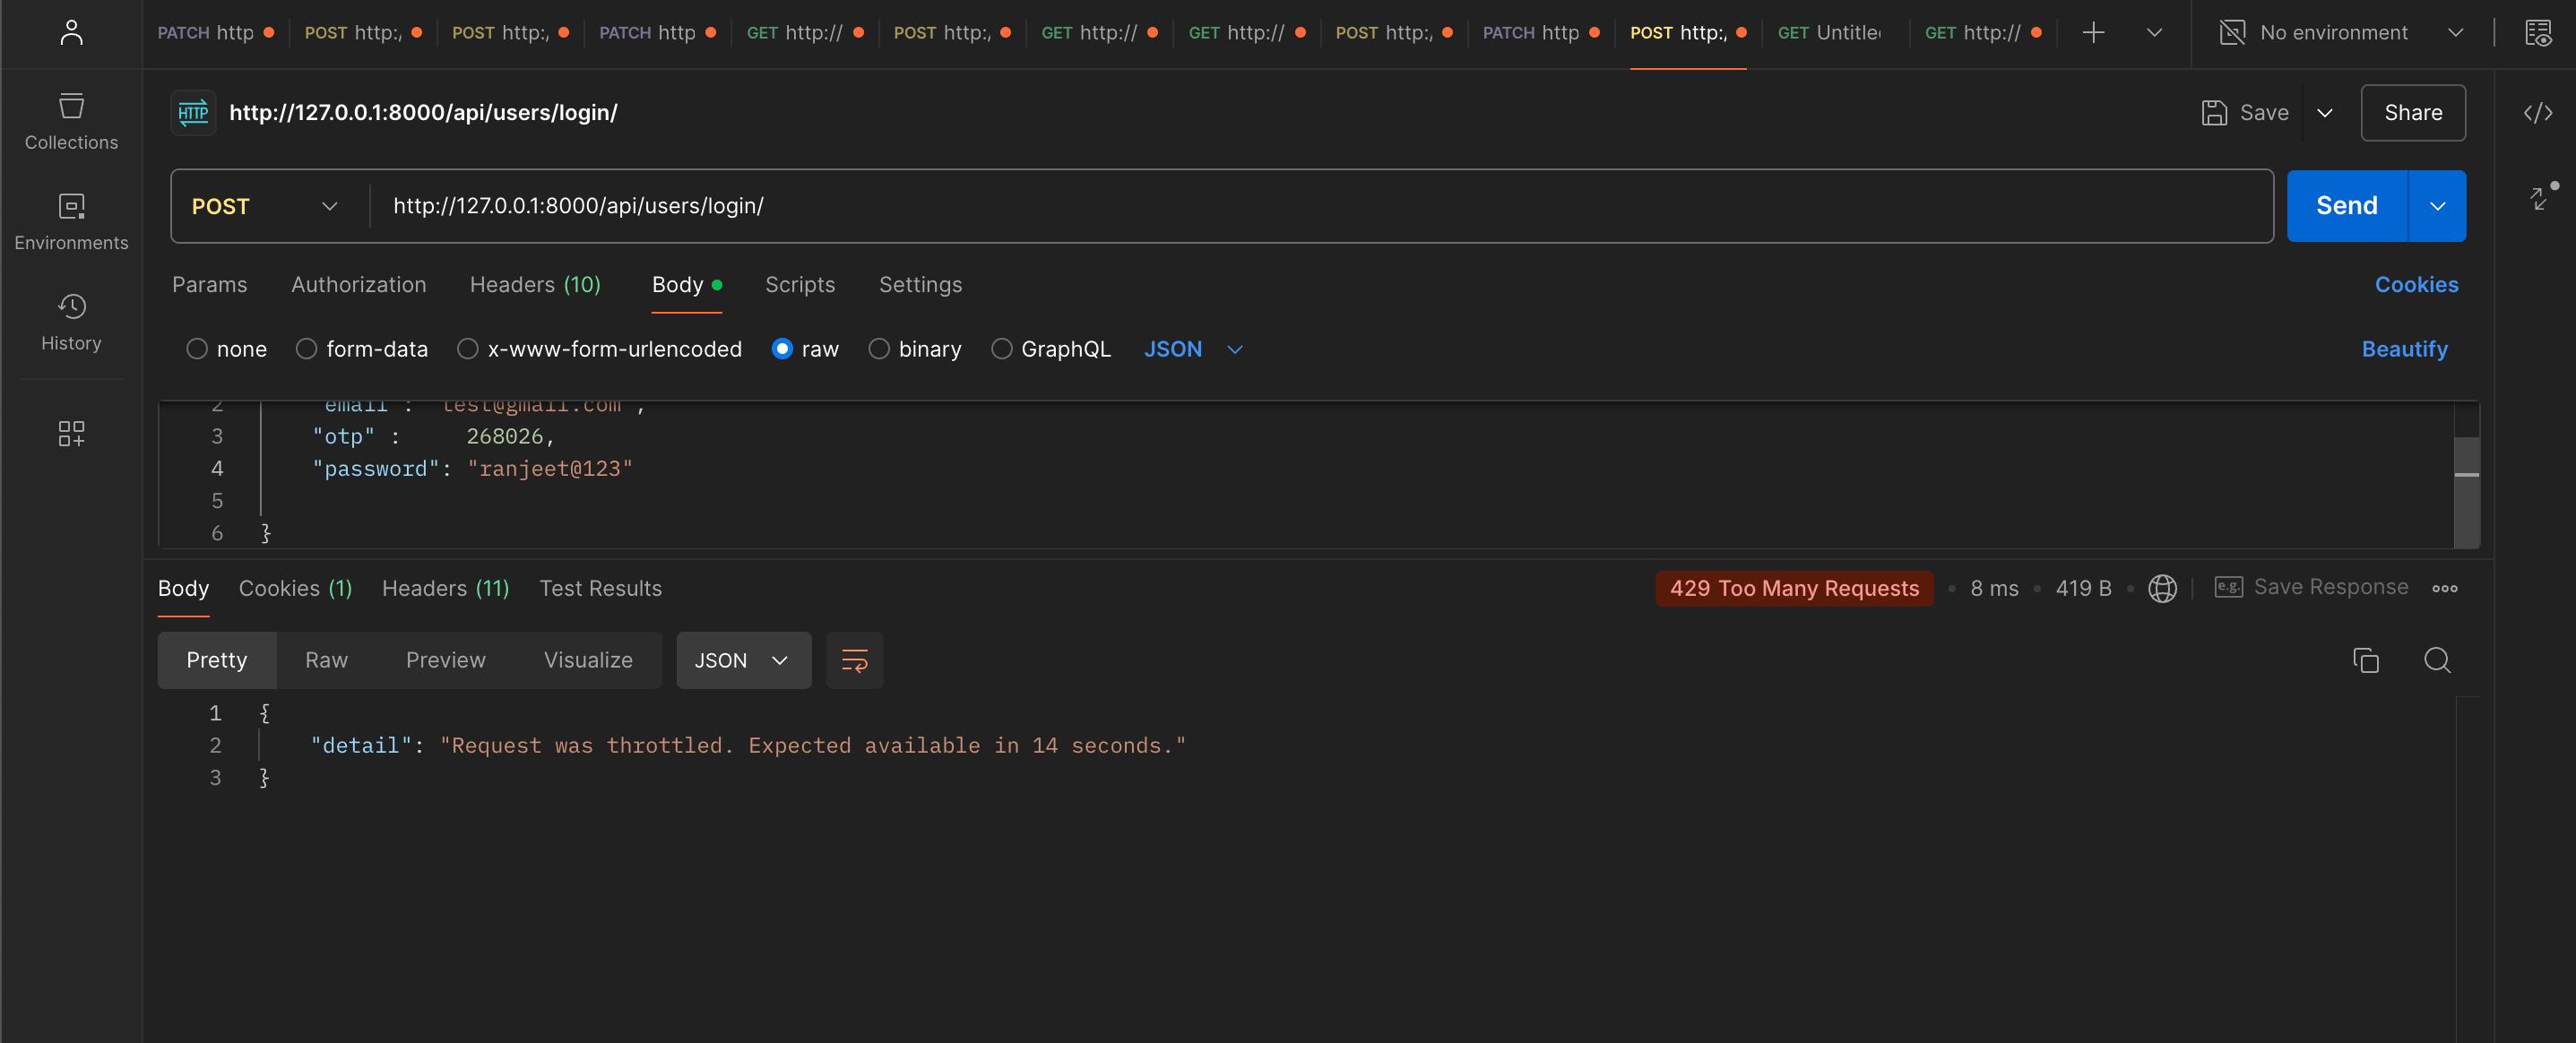 PATCH http
POST http:/
POST http:/
PATCH http
GET http://
POST http:/
GET http://
GET http://
POST http:/
PATCH http
POST http:/
GET Untitle
GET http://
No environment
Collections
Environments
History
HTTP http://127.0.0.1:8000/api/users/login/
Save
Share
POST http://127.0.0.1:8000/api/users/login/
Send
Params Authorization Headers (10) Body Scripts Settings Cookies
none form-data x-www-form-urlencoded raw binary GraphQL JSON Beautify
2 "email": "test@gmail.com",
3 "otp" : 268026,
4 "password": "ranjeet@123"
5
6 }
Body Cookies (1) Headers (11) Test Results 429 Too Many Requests • 8 ms • 419 B • e.g. Save Response
Pretty Raw Preview Visualize JSON
1 {
2 "detail": "Request was throttled. Expected available in 14 seconds."
3 }